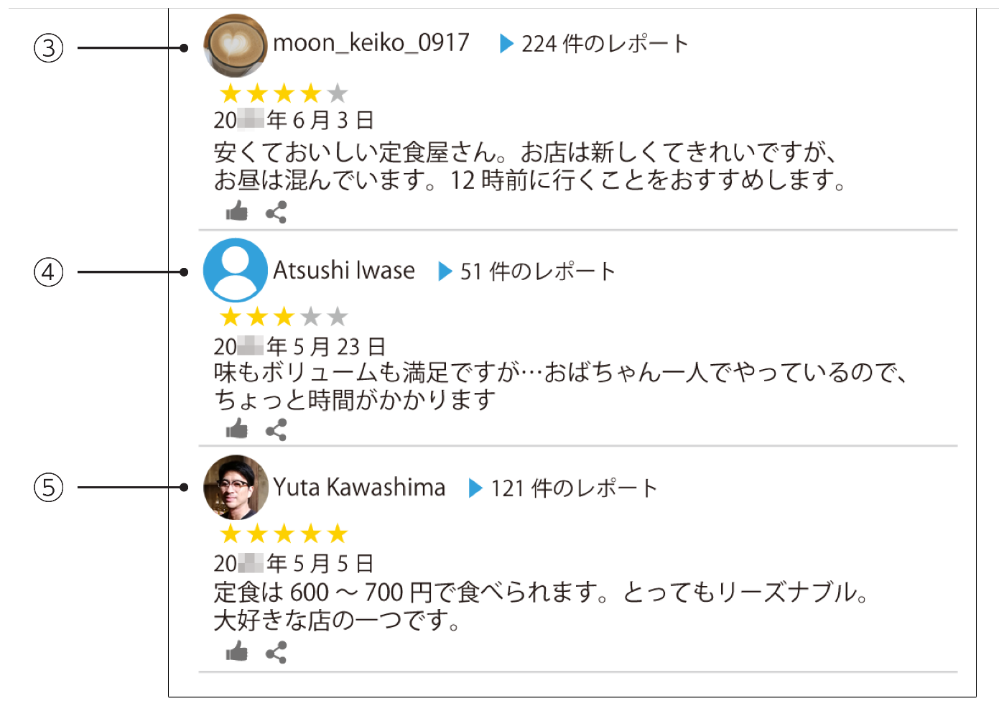 ③ moon_keiko_0917 ▶ 224 件のレポート
★★★★★
20 年 6 月 3 日
安くておいしい定食屋さん。お店は新しくてきれいですが、
お昼は混んでいます。12 時前に行くことをおすすめします。
④ Atsushi Iwase ▶ 51 件のレポート
★★★★★
20 年 5 月 23 日
味もボリュームも満足ですが…おばちゃん一人でやっているので、
ちょっと時間がかかります
⑤ Yuta Kawashima ▶ 121 件のレポート
★★★★★
20 年 5 月 5 日
定食は 600 ～ 700 円で食べられます。とってもリーズナブル。
大好きな店の一つです。